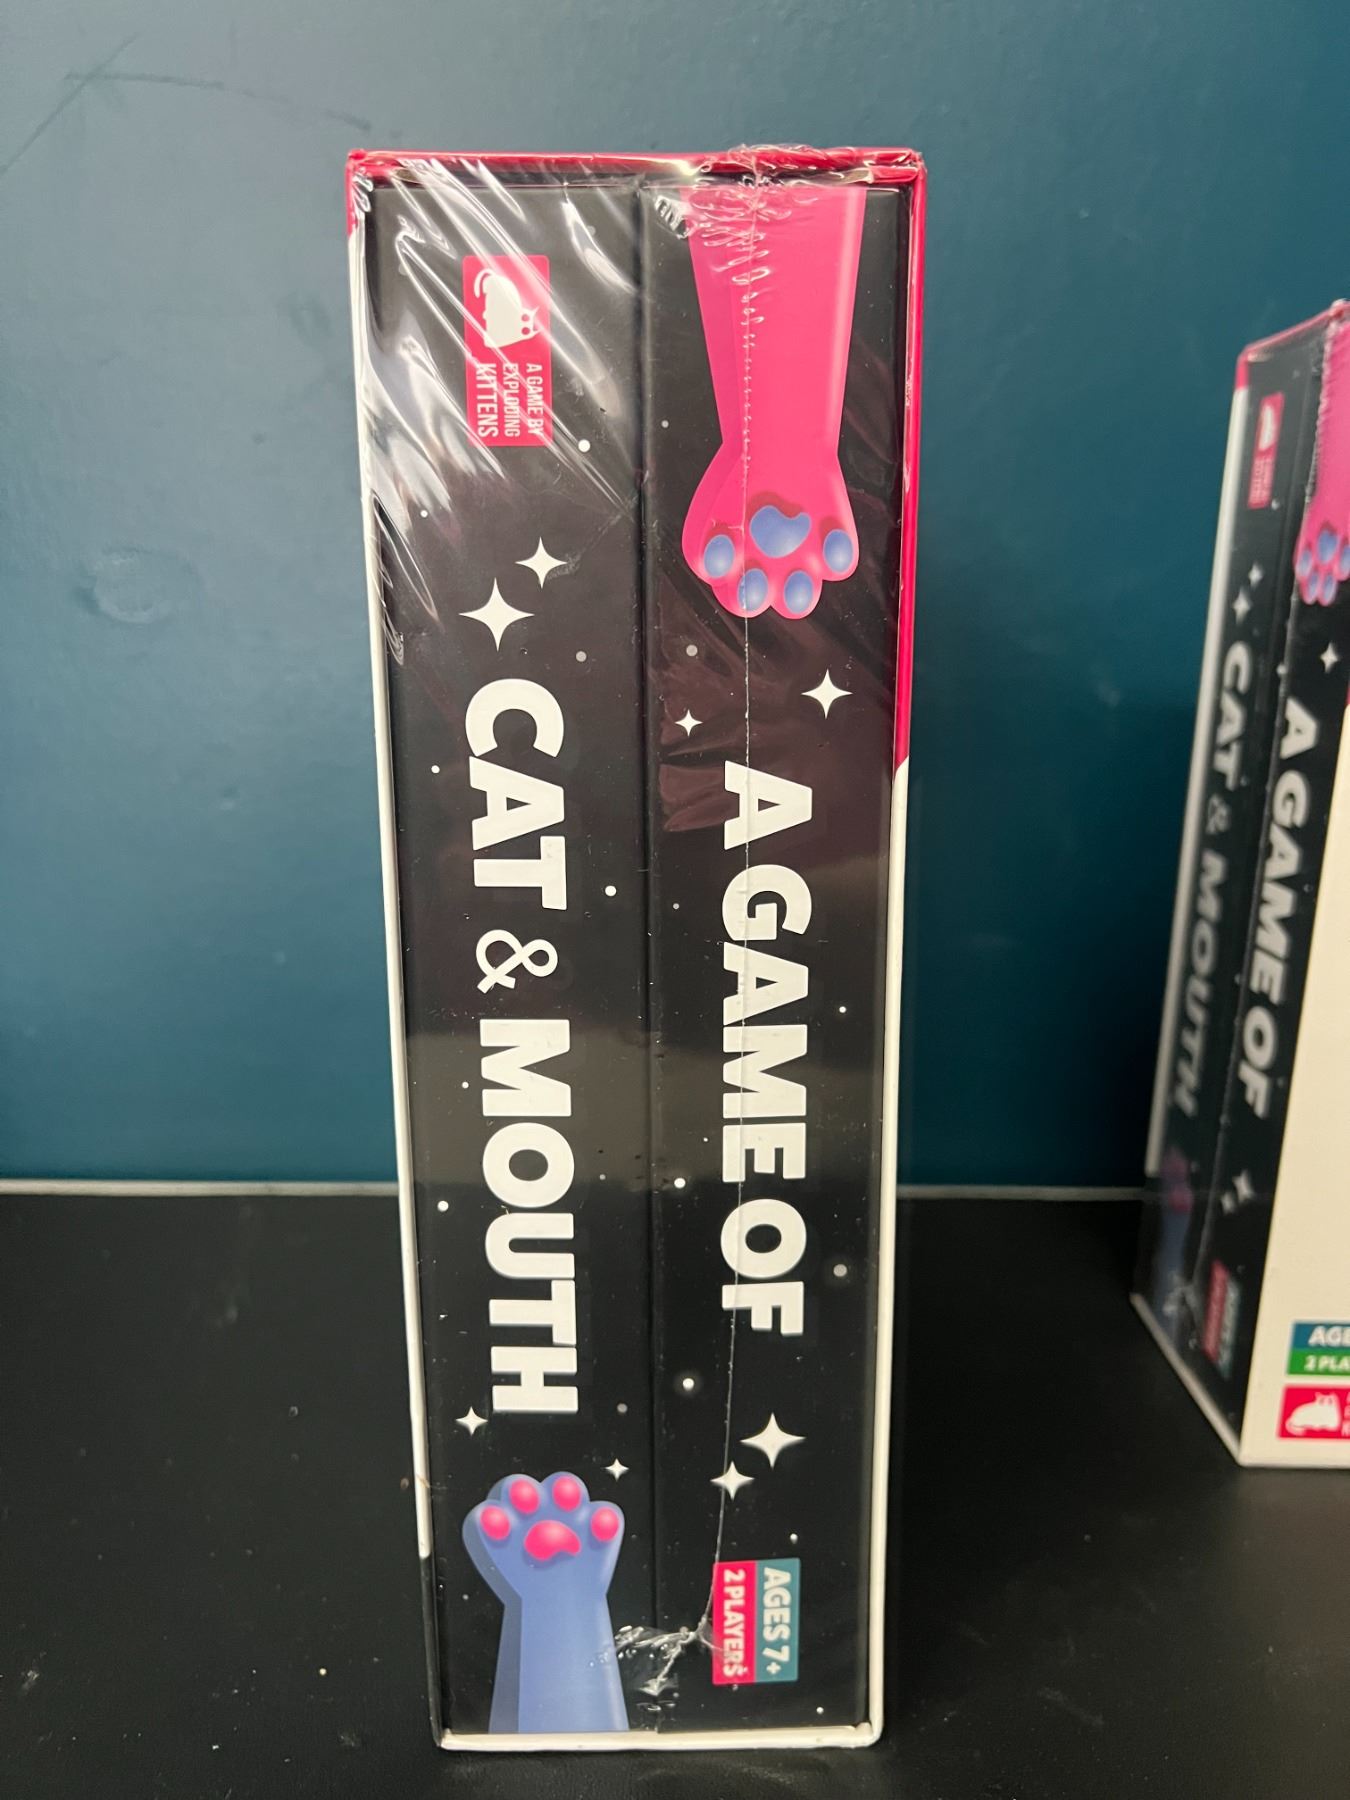 A GAME OF
CAT & MOUTH
A GAME BY
EXPLODING
KITTENS
AGES 7+
2 PLAYERS
A GAME OF
CAT & MOUTH